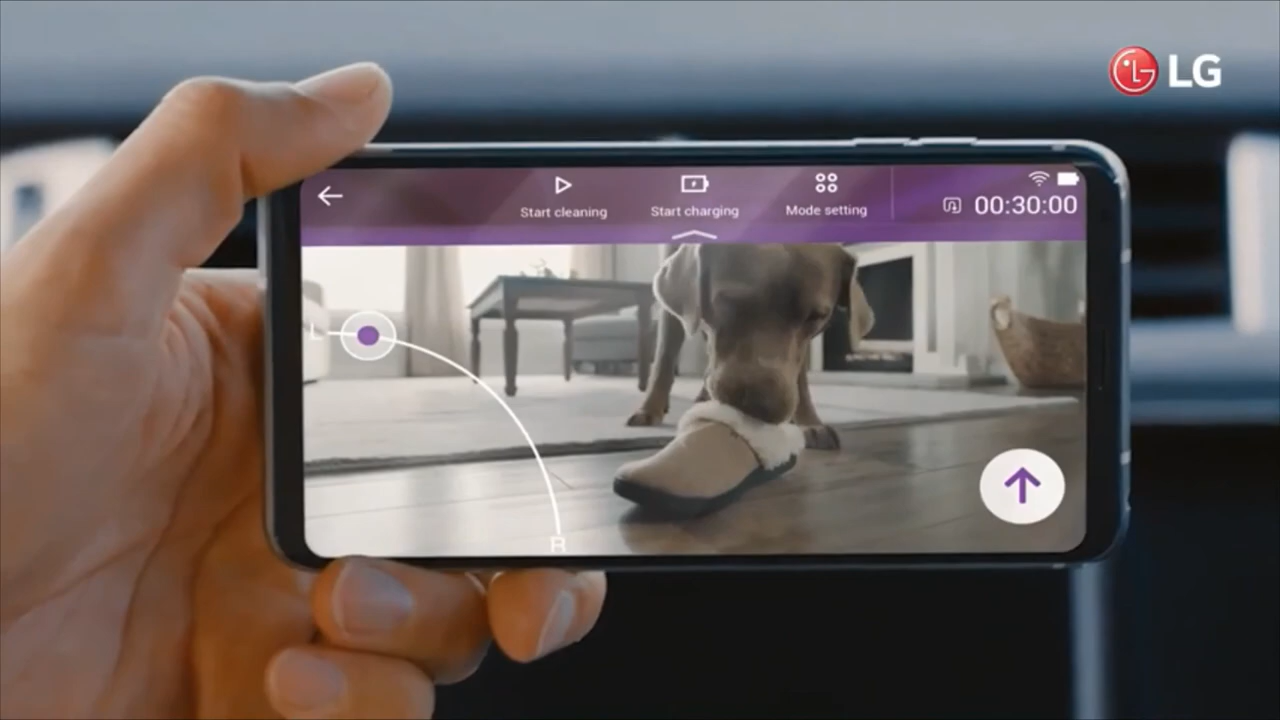 LG
Start cleaning
Start charging
Mode setting
00:30:00
L
R